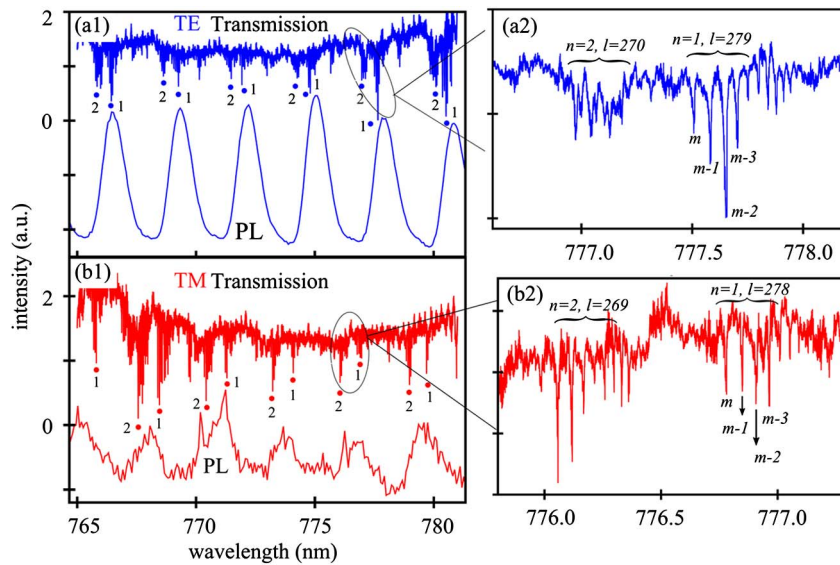 (a1) TE Transmission
2
0
2 1 2 1 2 1 2 1 2 1 2 1
PL
(a2)
n=2, l=270
n=1, l=279
m
m-1
m-2
m-3
777.0 777.5 778.0
intensity (a.u.)
(b1) TM Transmission
2
0
1 2 1 2 1 2 1 2 1 2 1
PL
765 770 775 780
wavelength (nm)
(b2)
n=2, l=269
n=1, l=278
m
m-1
m-2
m-3
776.0 776.5 777.0